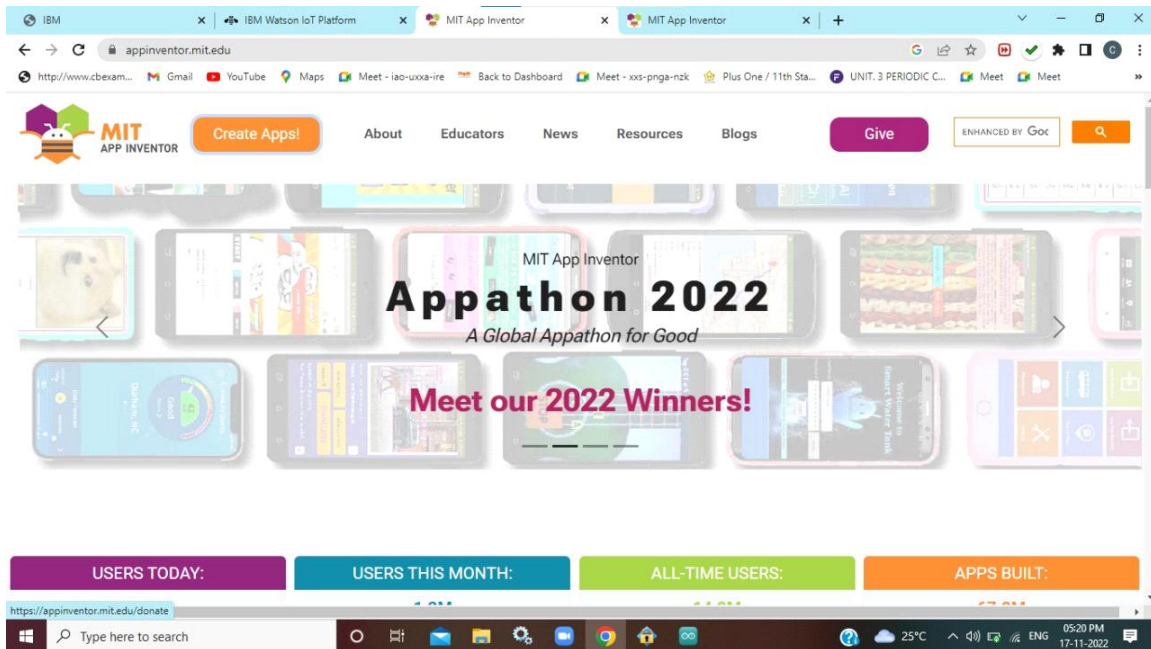 IBM
IBM Watson IoT Platform
MIT App Inventor
MIT App Inventor
appinventor.mit.edu
http://www.cbexam...
Gmail
YouTube
Maps
Meet - iao-uxxa-ire
Back to Dashboard
Meet - xxs-pnga-nzk
Plus One / 11th Sta...
UNIT. 3 PERIODIC C...
Meet
Meet
»
MIT
APP INVENTOR
Create Apps!
About
Educators
News
Resources
Blogs
Give
ENHANCED BY Goo
MIT App Inventor
Appathon 2022
A Global Appathon for Good
Meet our 2022 Winners!
USERS TODAY:
USERS THIS MONTH:
ALL-TIME USERS:
APPS BUILT:
https://appinventor.mit.edu/donate
Type here to search
25°C
ENG
05:20 PM
17-11-2022